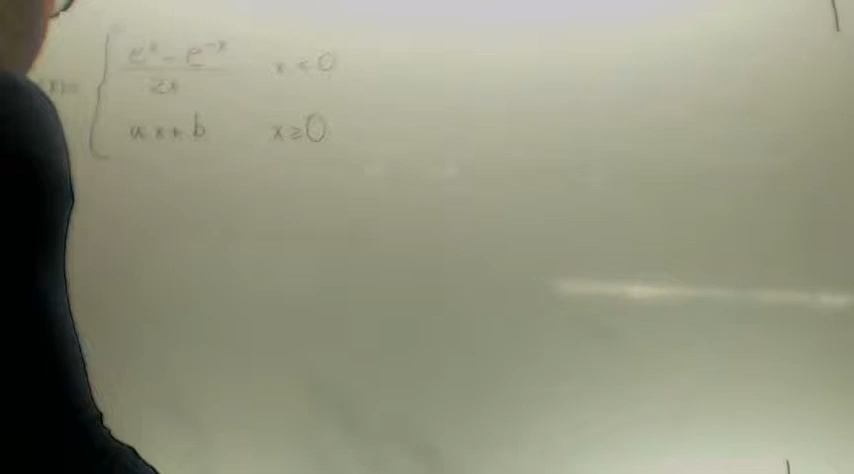 (x)= { (e^x - e^-x)/2x    x < 0
ax+b    x≥0